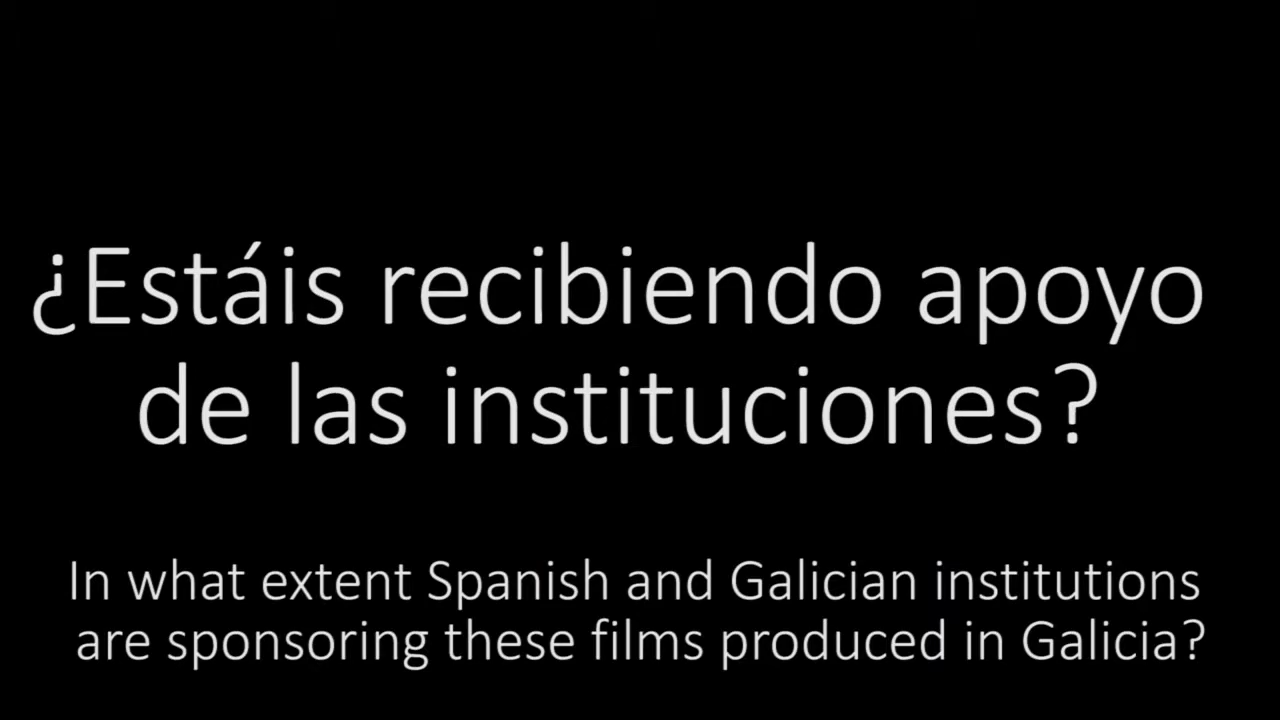 ¿Estáis recibiendo apoyo
de las instituciones?
In what extent Spanish and Galician institutions
are sponsoring these films produced in Galicia?